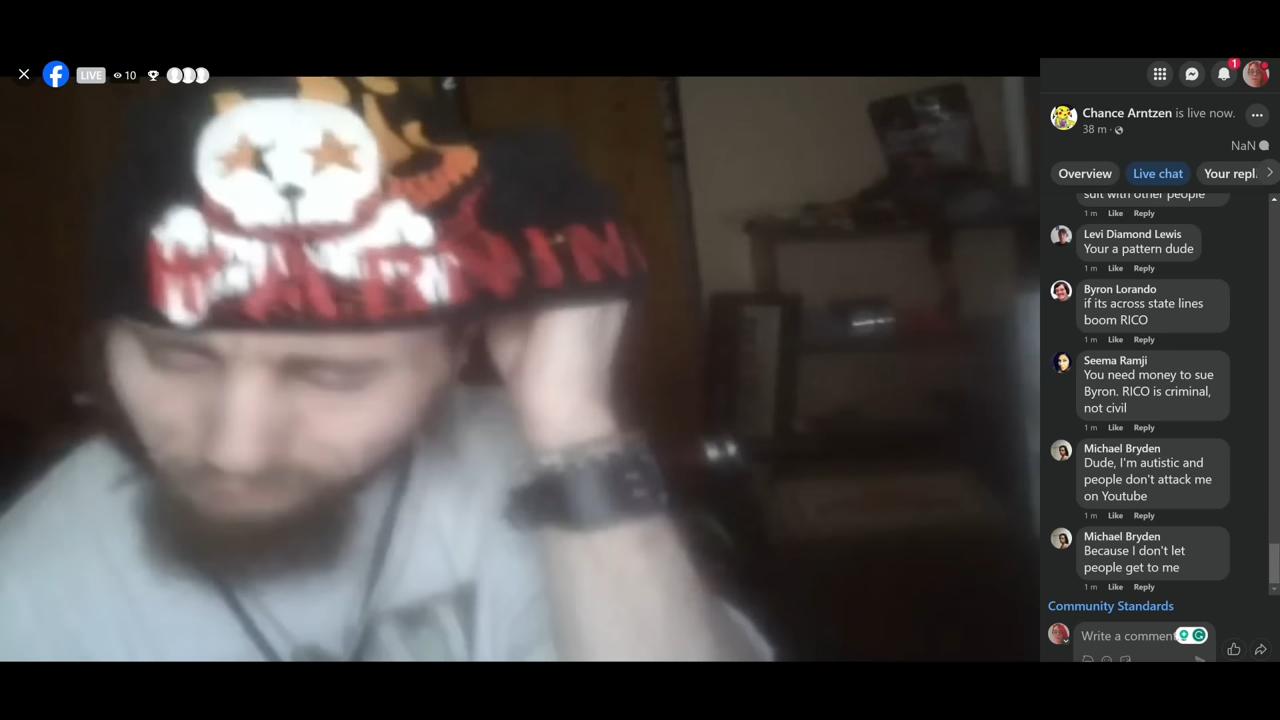 LIVE
10
1
Chance Arntzen is live now.
38 m ·
NaN
Overview
Live chat
Your repl
suit with other people
1 m Like Reply
Levi Diamond Lewis
Your a pattern dude
1 m Like Reply
Byron Lorando
if its across state lines
boom RICO
1 m Like Reply
Seema Ramji
You need money to sue
Byron. RICO is criminal,
not civil
1 m Like Reply
Michael Bryden
Dude, I'm autistic and
people don't attack me
on Youtube
1 m Like Reply
Michael Bryden
Because I don't let
people get to me
1 m Like Reply
Community Standards
Write a comment